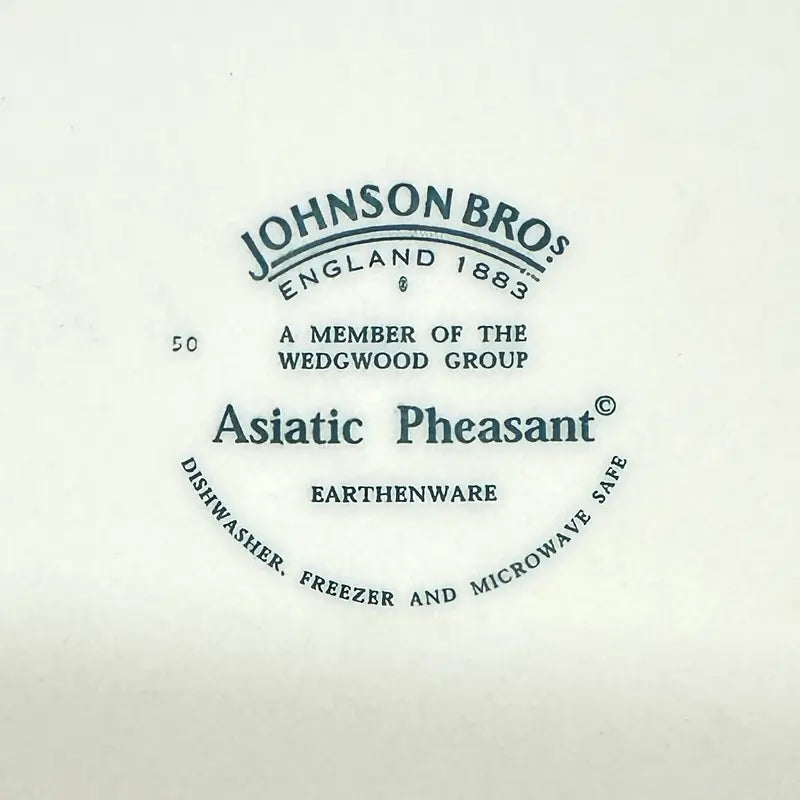 JOHNSON BROS.
ENGLAND 1883
®
50
A MEMBER OF THE
WEDGWOOD GROUP
Asiatic Pheasant©
EARTHENWARE
DISHWASHER, FREEZER AND MICROWAVE SAFE